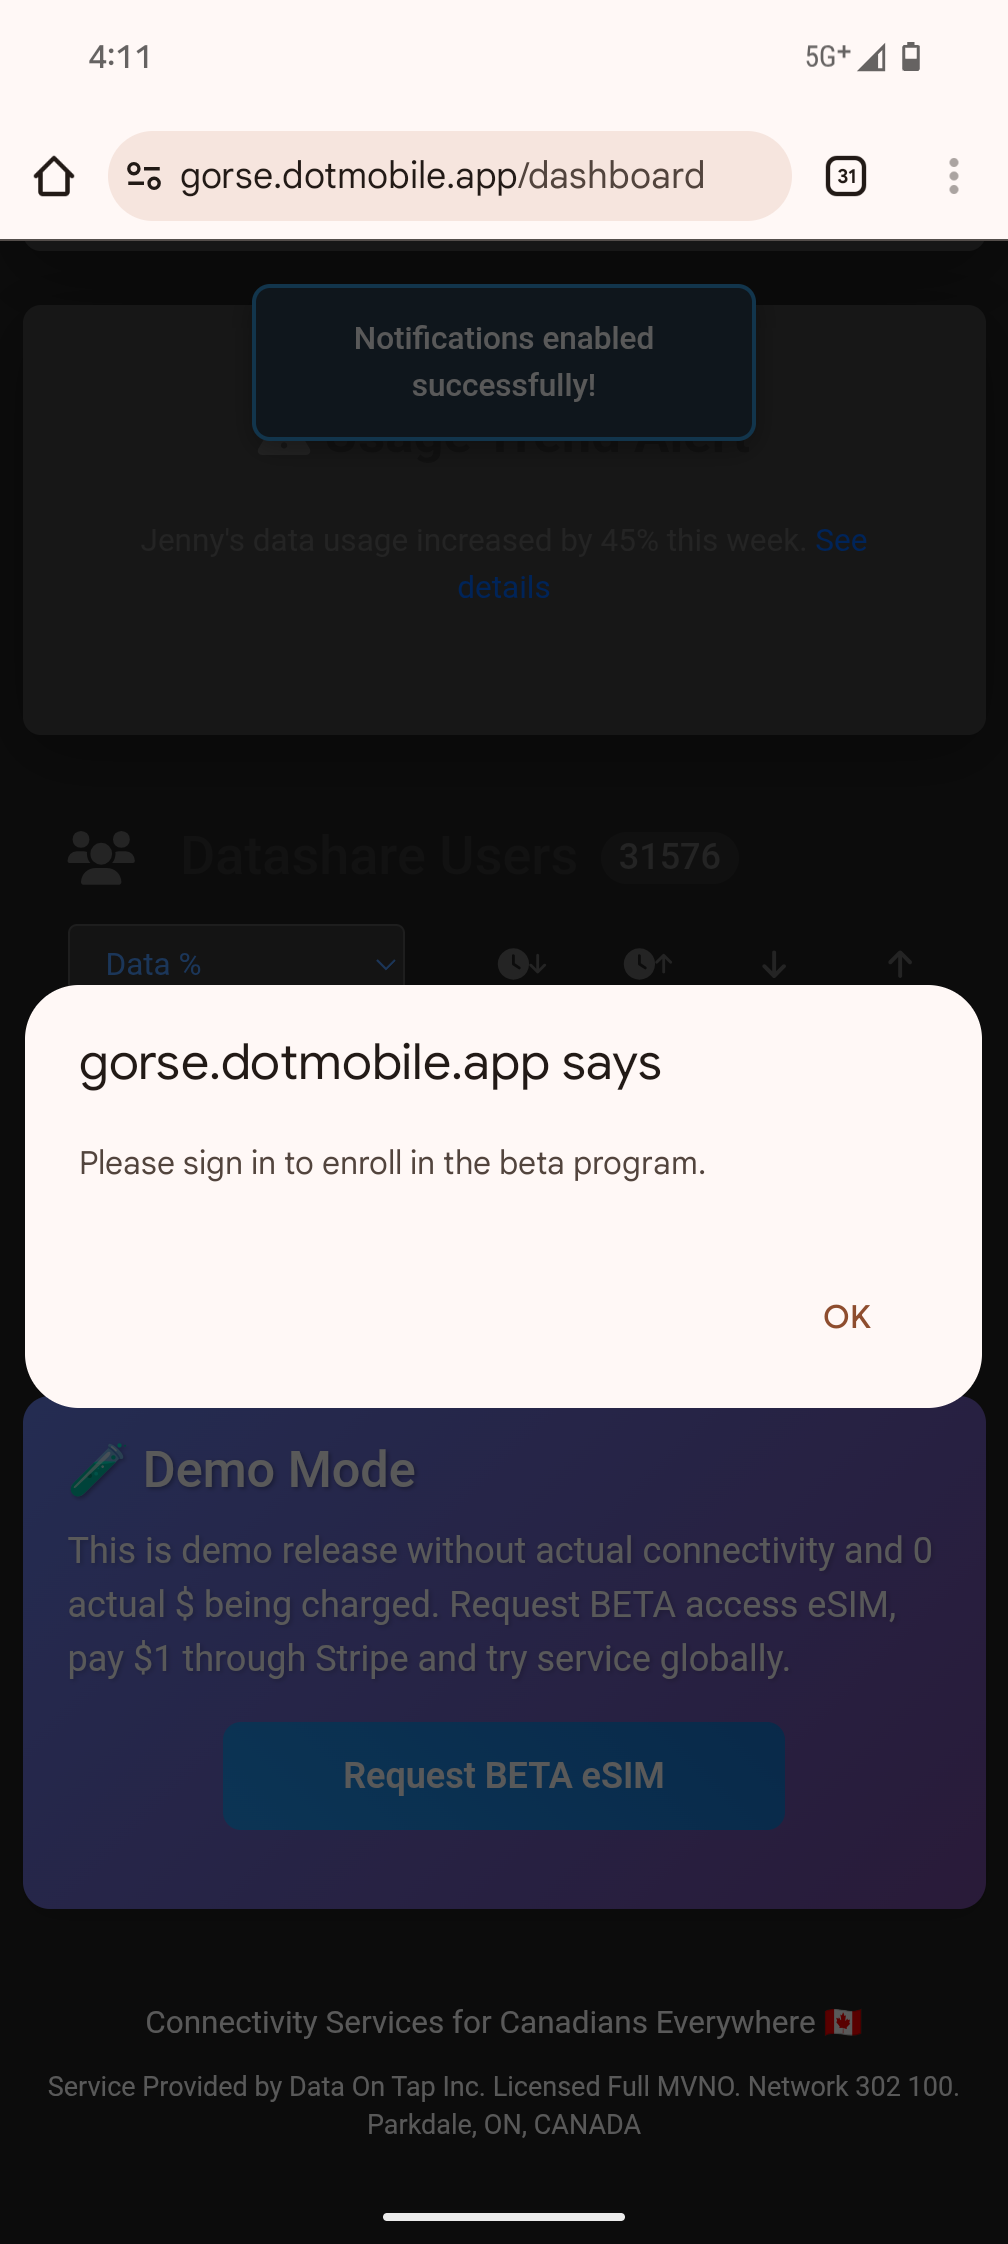 4:11
5G+
gorse.dotmobile.app/dashboard
31
Notifications enabled
successfully!
Usage Trend Alert
Jenny's data usage increased by 45% this week. See
details
Datashare Users 31576
Data %
gorse.dotmobile.app says
Please sign in to enroll in the beta program.
OK
🧪 Demo Mode
This is demo release without actual connectivity and 0
actual $ being charged. Request BETA access eSIM,
pay $1 through Stripe and try service globally.
Request BETA eSIM
Connectivity Services for Canadians Everywhere 🇨🇦
Service Provided by Data On Tap Inc. Licensed Full MVNO. Network 302 100.
Parkdale, ON, CANADA